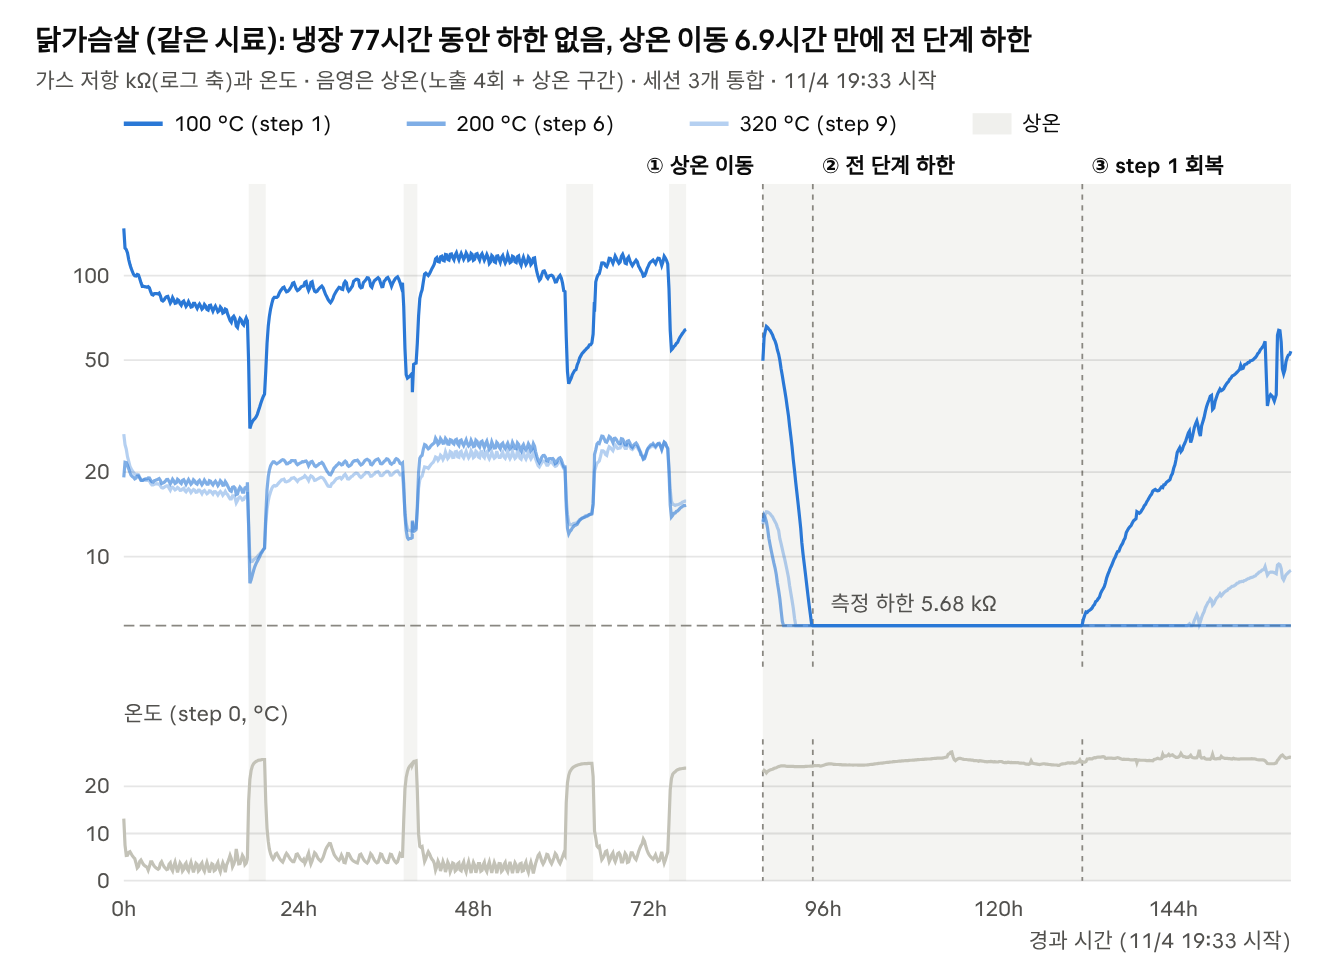 닭가슴살 (같은 시료): 냉장 77시간 동안 하한 없음, 상온 이동 6.9시간 만에 전 단계 하한
가스 저항 kΩ(로그 축)과 온도 · 음영은 상온(노출 4회 + 상온 구간) · 세션 3개 통합 · 11/4 19:33 시작
100 °C (step 1) 200 °C (step 6) 320 °C (step 9) 상온
① 상온 이동 ② 전 단계 하한 ③ step 1 회복
100
50
20
10
측정 하한 5.68 kΩ
온도 (step 0, °C)
20
10
0
0h 24h 48h 72h 96h 120h 144h
경과 시간 (11/4 19:33 시작)